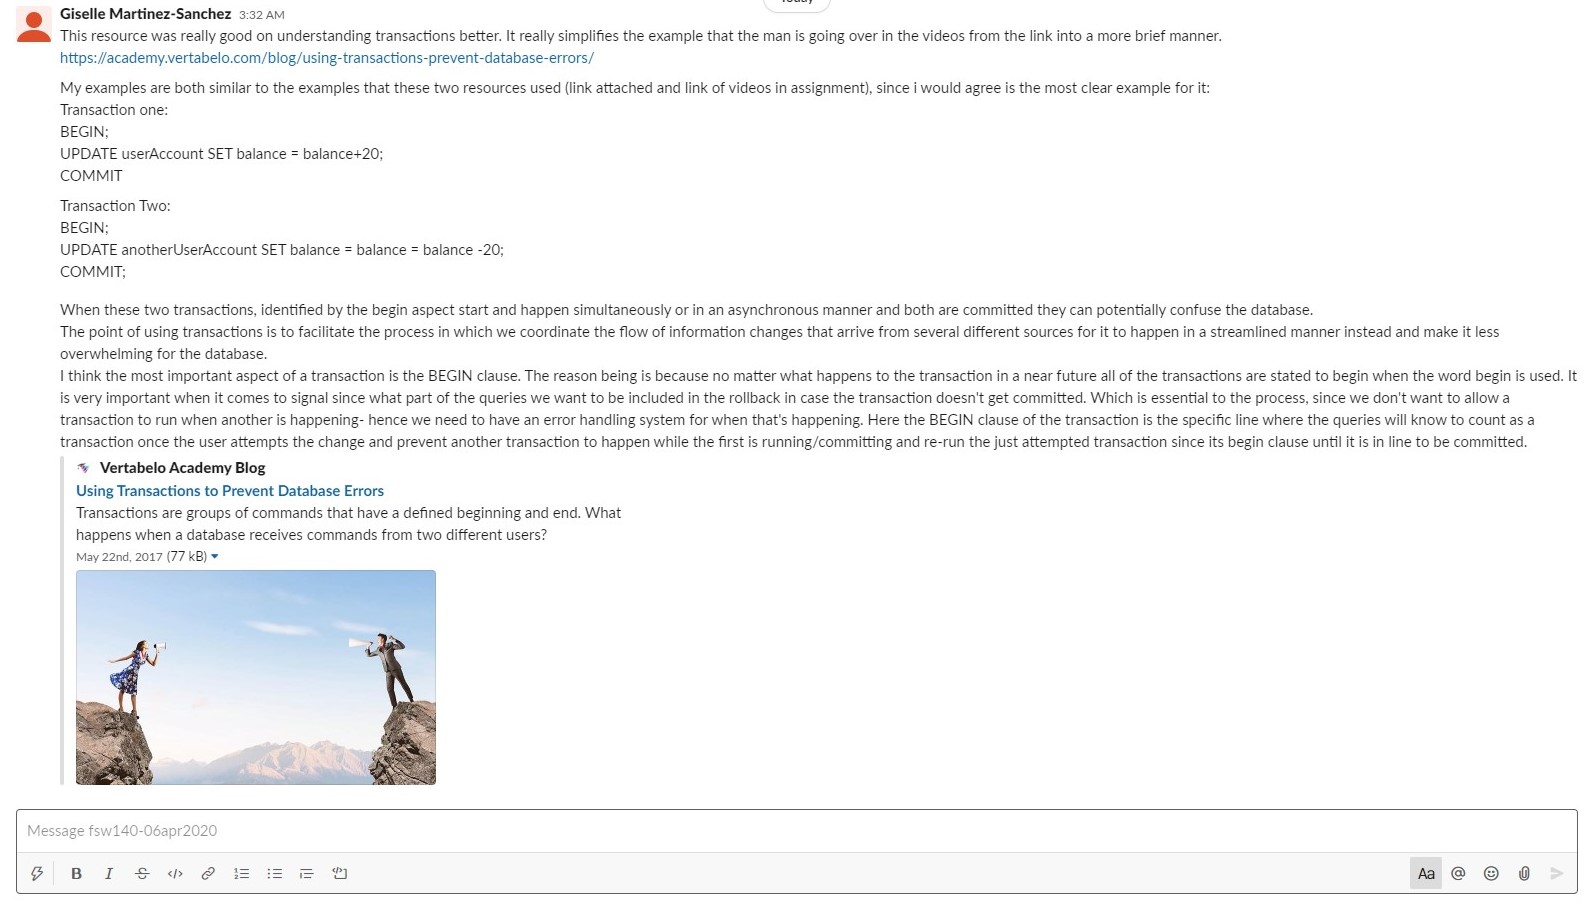 Today
Giselle Martinez-Sanchez 3:32 AM
This resource was really good on understanding transactions better. It really simplifies the example that the man is going over in the videos from the link into a more brief manner.
https://academy.vertabelo.com/blog/using-transactions-prevent-database-errors/
My examples are both similar to the examples that these two resources used (link attached and link of videos in assignment), since i would agree is the most clear example for it:
Transaction one:
BEGIN;
UPDATE userAccount SET balance = balance+20;
COMMIT
Transaction Two:
BEGIN;
UPDATE anotherUserAccount SET balance = balance = balance -20;
COMMIT;
When these two transactions, identified by the begin aspect start and happen simultaneously or in an asynchronous manner and both are committed they can potentially confuse the database.
The point of using transactions is to facilitate the process in which we coordinate the flow of information changes that arrive from several different sources for it to happen in a streamlined manner instead and make it less
overwhelming for the database.
I think the most important aspect of a transaction is the BEGIN clause. The reason being is because no matter what happens to the transaction in a near future all of the transactions are stated to begin when the word begin is used. It
is very important when it comes to signal since what part of the queries we want to be included in the rollback in case the transaction doesn't get committed. Which is essential to the process, since we don't want to allow a
transaction to run when another is happening- hence we need to have an error handling system for when that's happening. Here the BEGIN clause of the transaction is the specific line where the queries will know to count as a
transaction once the user attempts the change and prevent another transaction to happen while the first is running/committing and re-run the just attempted transaction since its begin clause until it is in line to be committed.
Vertabelo Academy Blog
Using Transactions to Prevent Database Errors
Transactions are groups of commands that have a defined beginning and end. What
happens when a database receives commands from two different users?
May 22nd, 2017 (77 kB)
Message fsw140-06apr2020
B I S </> Aa @